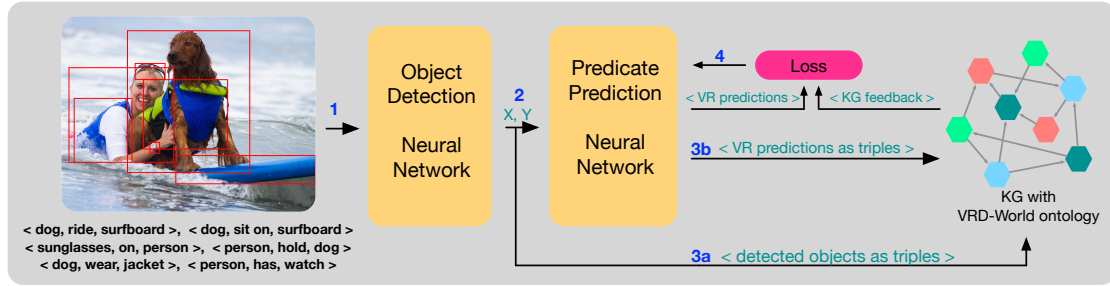 < dog, ride, surfboard >, < dog, sit on, surfboard >
< sunglasses, on, person >, < person, hold, dog >
< dog, wear, jacket >, < person, has, watch >
1
Object
Detection
Neural
Network
2
X, Y
Predicate
Prediction
Neural
Network
4
Loss
< VR predictions >
< KG feedback >
3b < VR predictions as triples >
KG with
VRD-World ontology
3a < detected objects as triples >